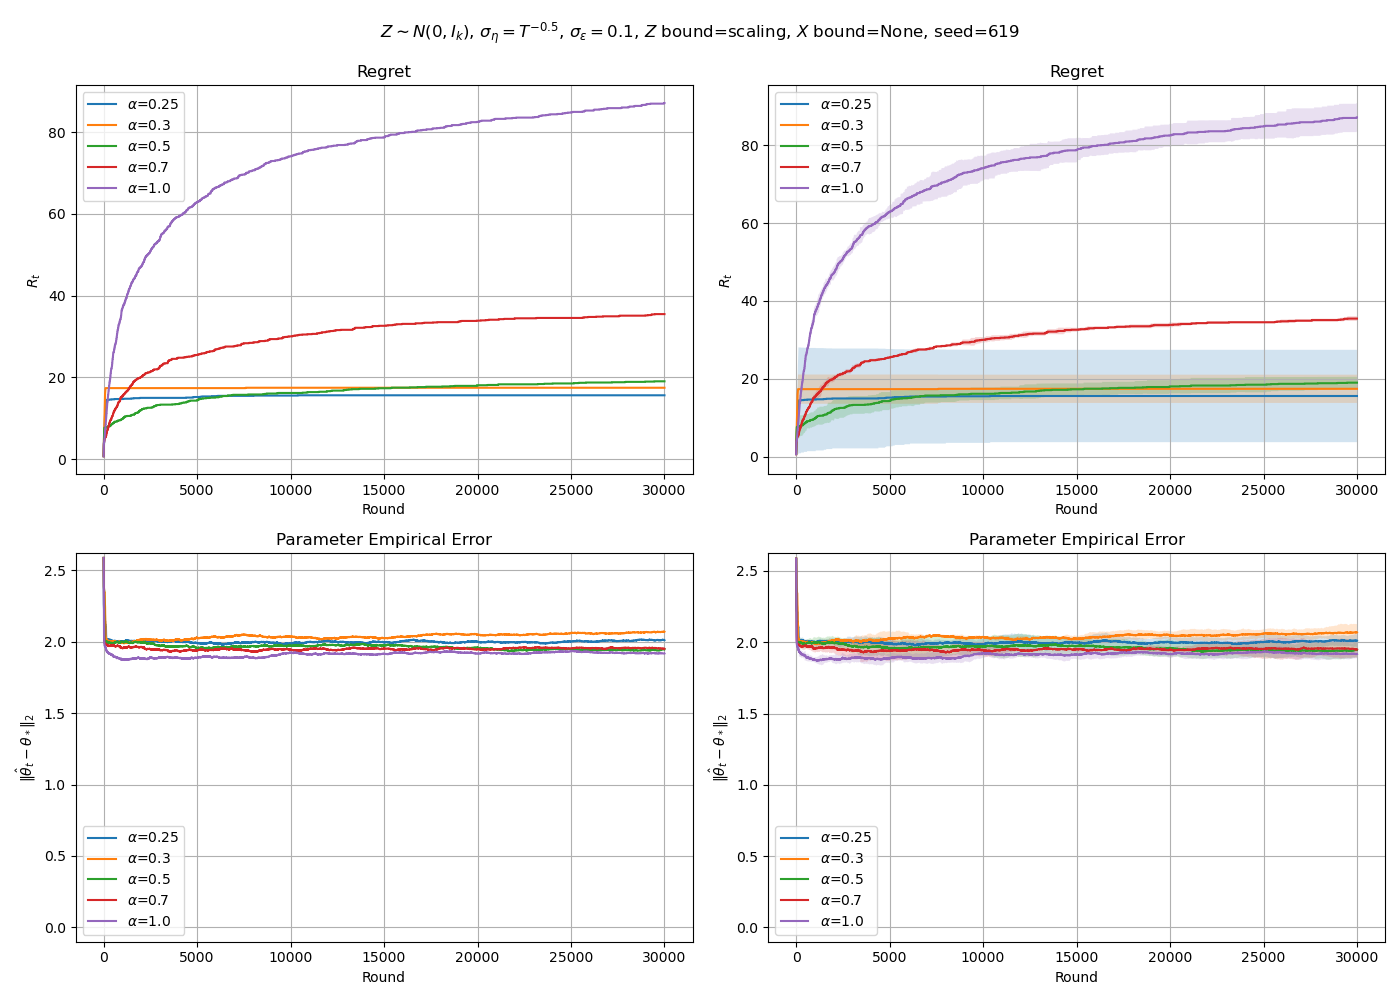 Z ∼ N(0, I_k), σ_η = T^{−0.5}, σ_ε = 0.1, Z bound=scaling, X bound=None, seed=619
Regret
R_t
80
60
40
20
0
α=0.25
α=0.3
α=0.5
α=0.7
α=1.0
0 5000 10000 15000 20000 25000 30000
Round
Regret
R_t
80
60
40
20
0
α=0.25
α=0.3
α=0.5
α=0.7
α=1.0
0 5000 10000 15000 20000 25000 30000
Round
Parameter Empirical Error
‖θ̂_t − θ_*‖_2
2.5
2.0
1.5
1.0
0.5
0.0
α=0.25
α=0.3
α=0.5
α=0.7
α=1.0
0 5000 10000 15000 20000 25000 30000
Round
Parameter Empirical Error
‖θ̂_t − θ_*‖_2
2.5
2.0
1.5
1.0
0.5
0.0
α=0.25
α=0.3
α=0.5
α=0.7
α=1.0
0 5000 10000 15000 20000 25000 30000
Round